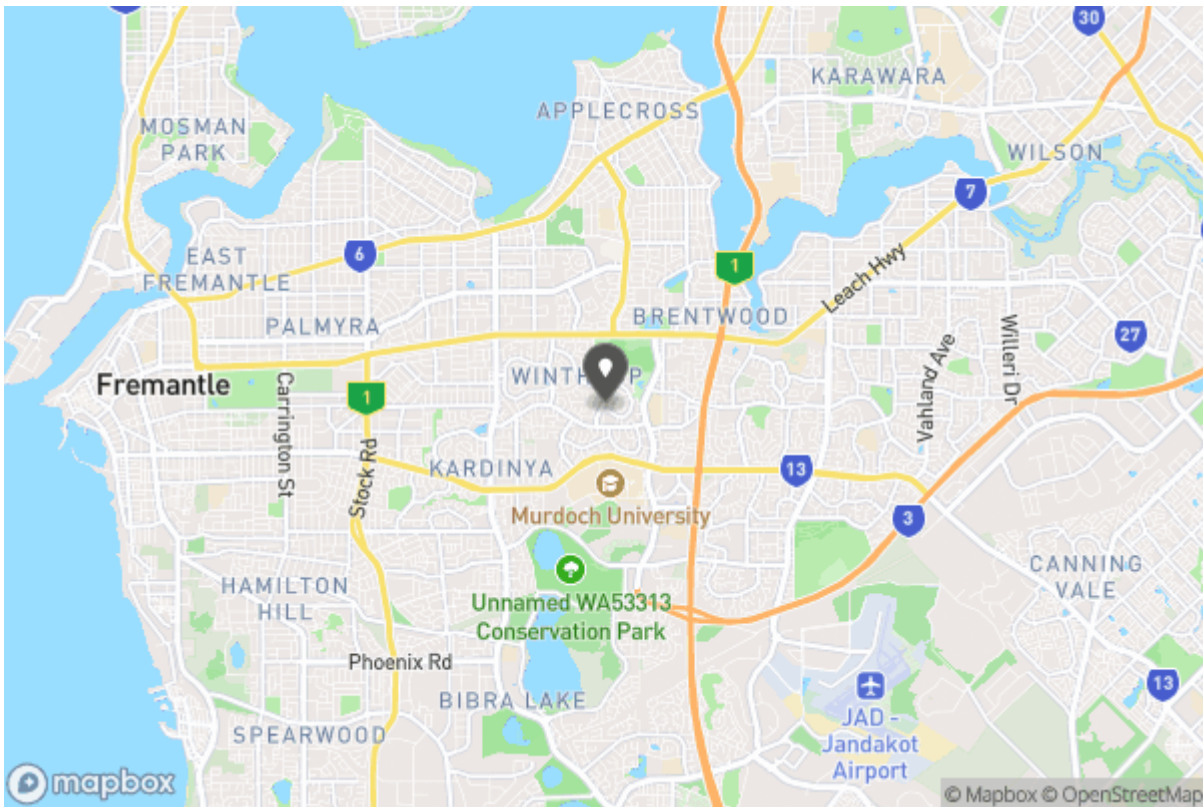 30
KARAWARA
APPLECROSS
MOSMAN
PARK
WILSON
7
EAST
FREMANTLE
6
1
Leach Hwy
PALMYRA
BRENTWOOD
27
Willeri Dr
Vahland Ave
Fremantle
WINTH
P
1
Carrington St
Stock Rd
KARDINYA
13
Murdoch University
3
CANNING
VALE
HAMILTON
HILL
Unnamed WA53313
Conservation Park
Phoenix Rd
BIBRA LAKE
13
JAD -
Jandakot
Airport
SPEARWOOD
mapbox
© Mapbox © OpenStreetMap